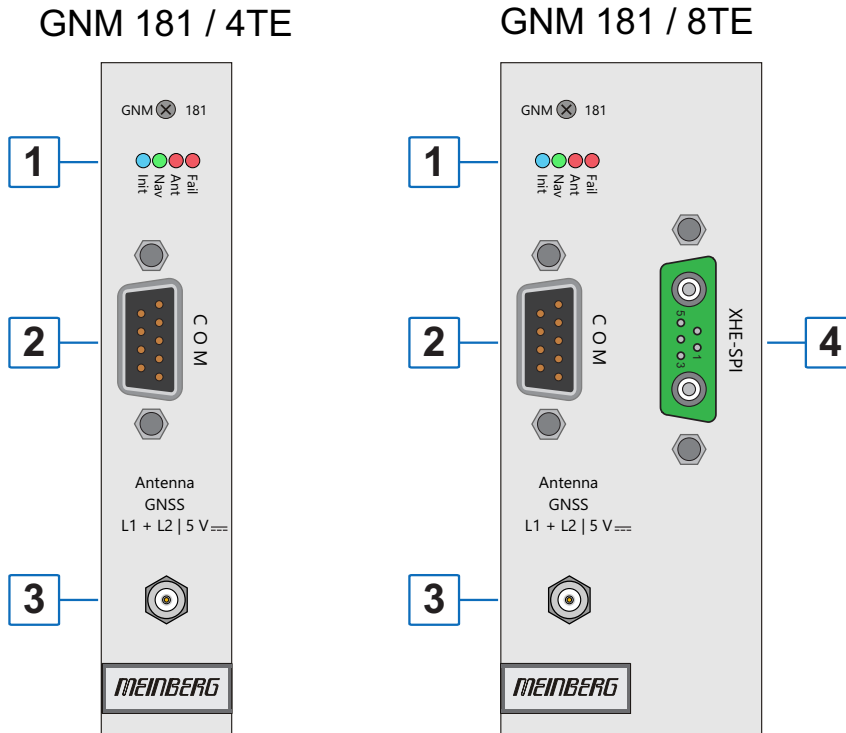 GNM 181 / 4TE
GNM 181
1
Init
Nav
Ant
Fail
2
COM
Antenna
GNSS
L1 + L2 | 5 V
3
MEINBERG
GNM 181 / 8TE
GNM 181
1
Init
Nav
Ant
Fail
2
COM
5
1
3
XHE-SPI
4
Antenna
GNSS
L1 + L2 | 5 V
3
MEINBERG